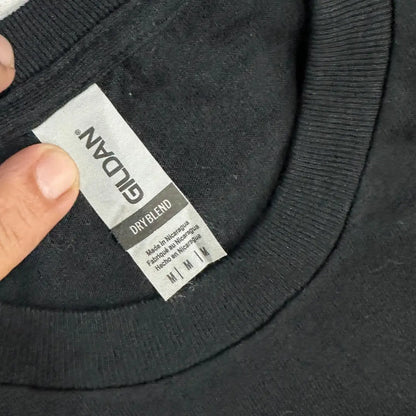 GILDAN®
DRYBLEND
Made in Nicaragua
Fabriqué au Nicaragua
Hecho en Nicaragua
M | M | M